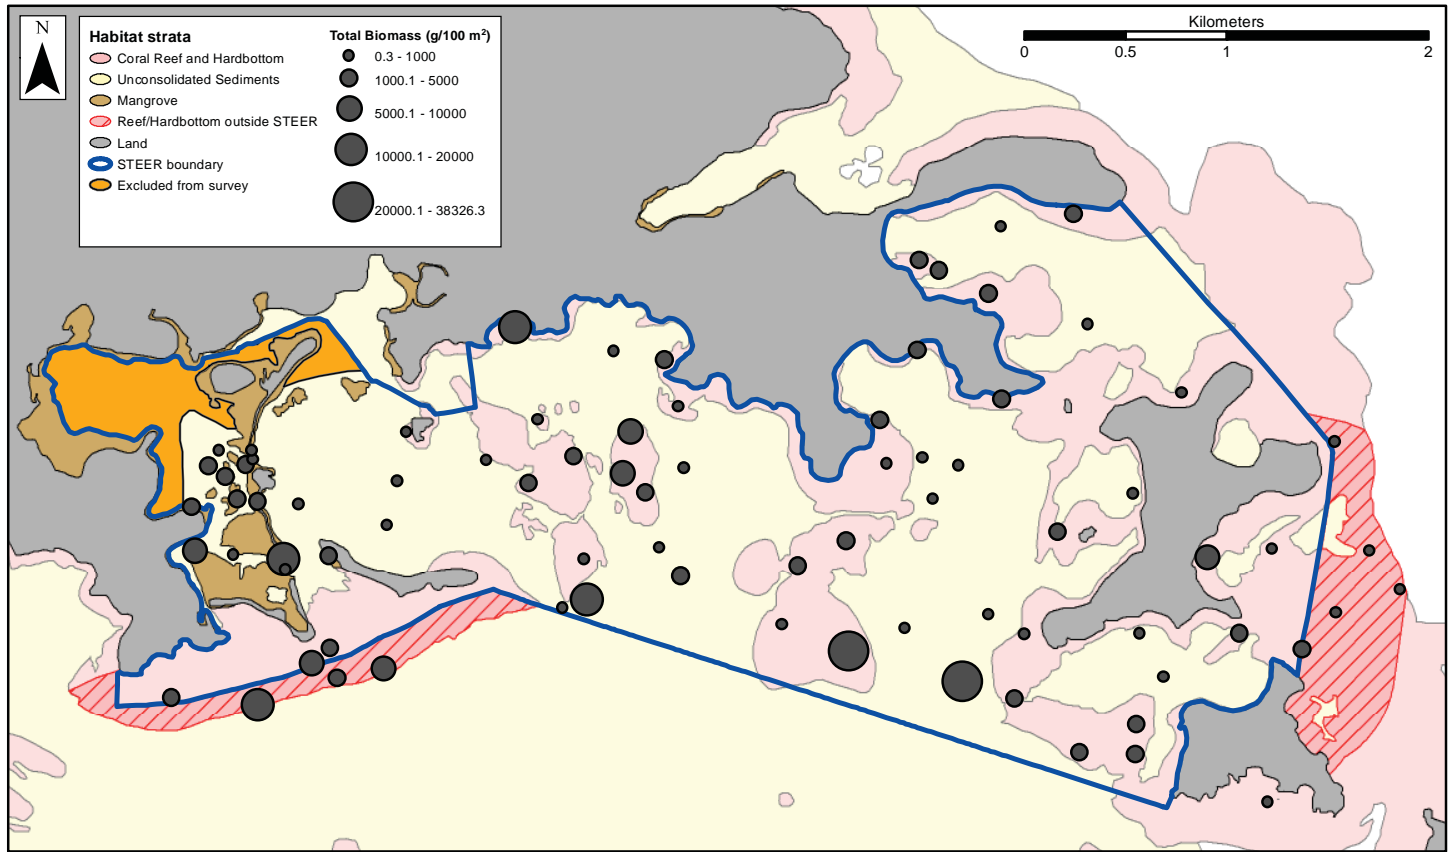 N
Habitat strata
Coral Reef and Hardbottom
Unconsolidated Sediments
Mangrove
Reef/Hardbottom outside STEER
Land
STEER boundary
Excluded from survey
Total Biomass (g/100 m²)
0.3 - 1000
1000.1 - 5000
5000.1 - 10000
10000.1 - 20000
20000.1 - 38326.3
Kilometers
0 0.5 1 2